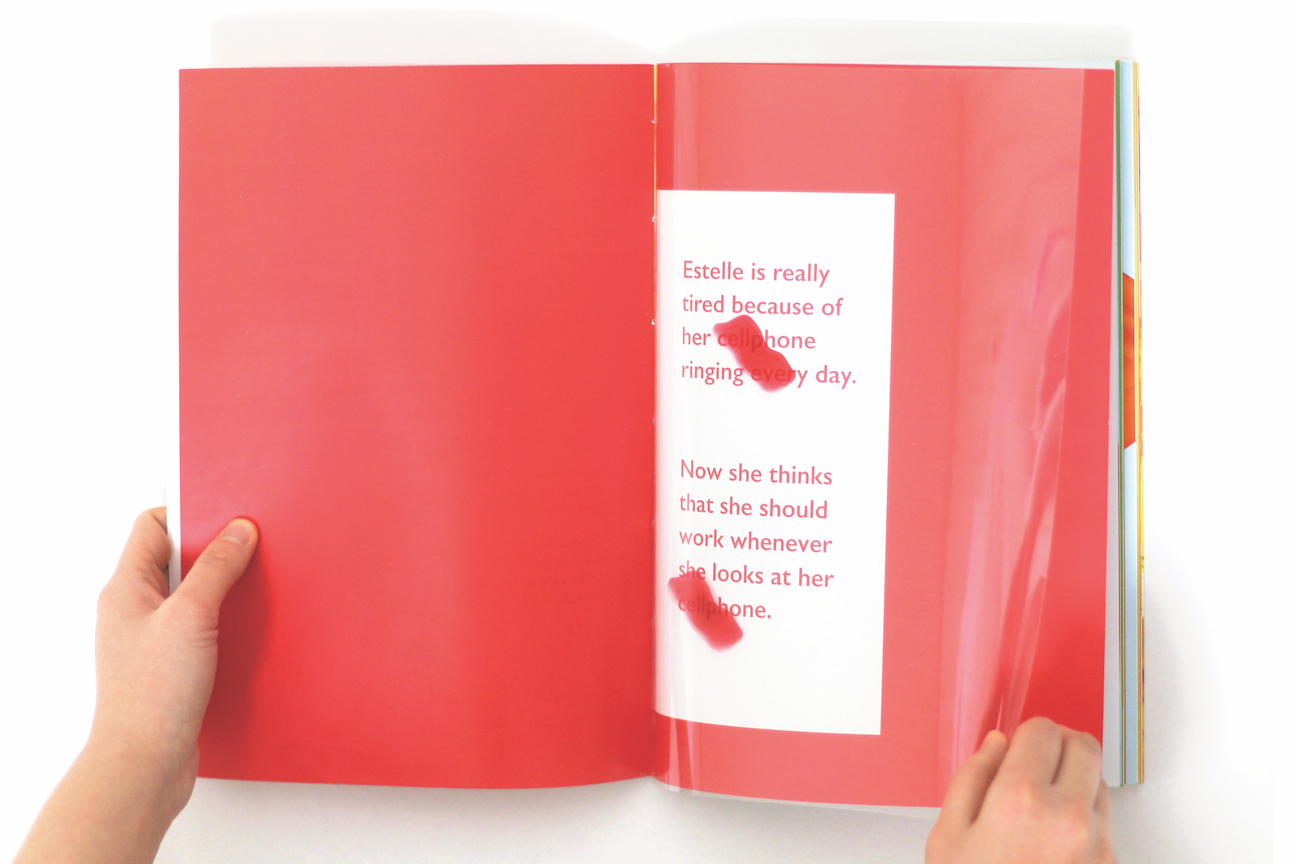 Estelle is really
tired because of
her cellphone
ringing every day.
Now she thinks
that she should
work whenever
she looks at her
cellphone.